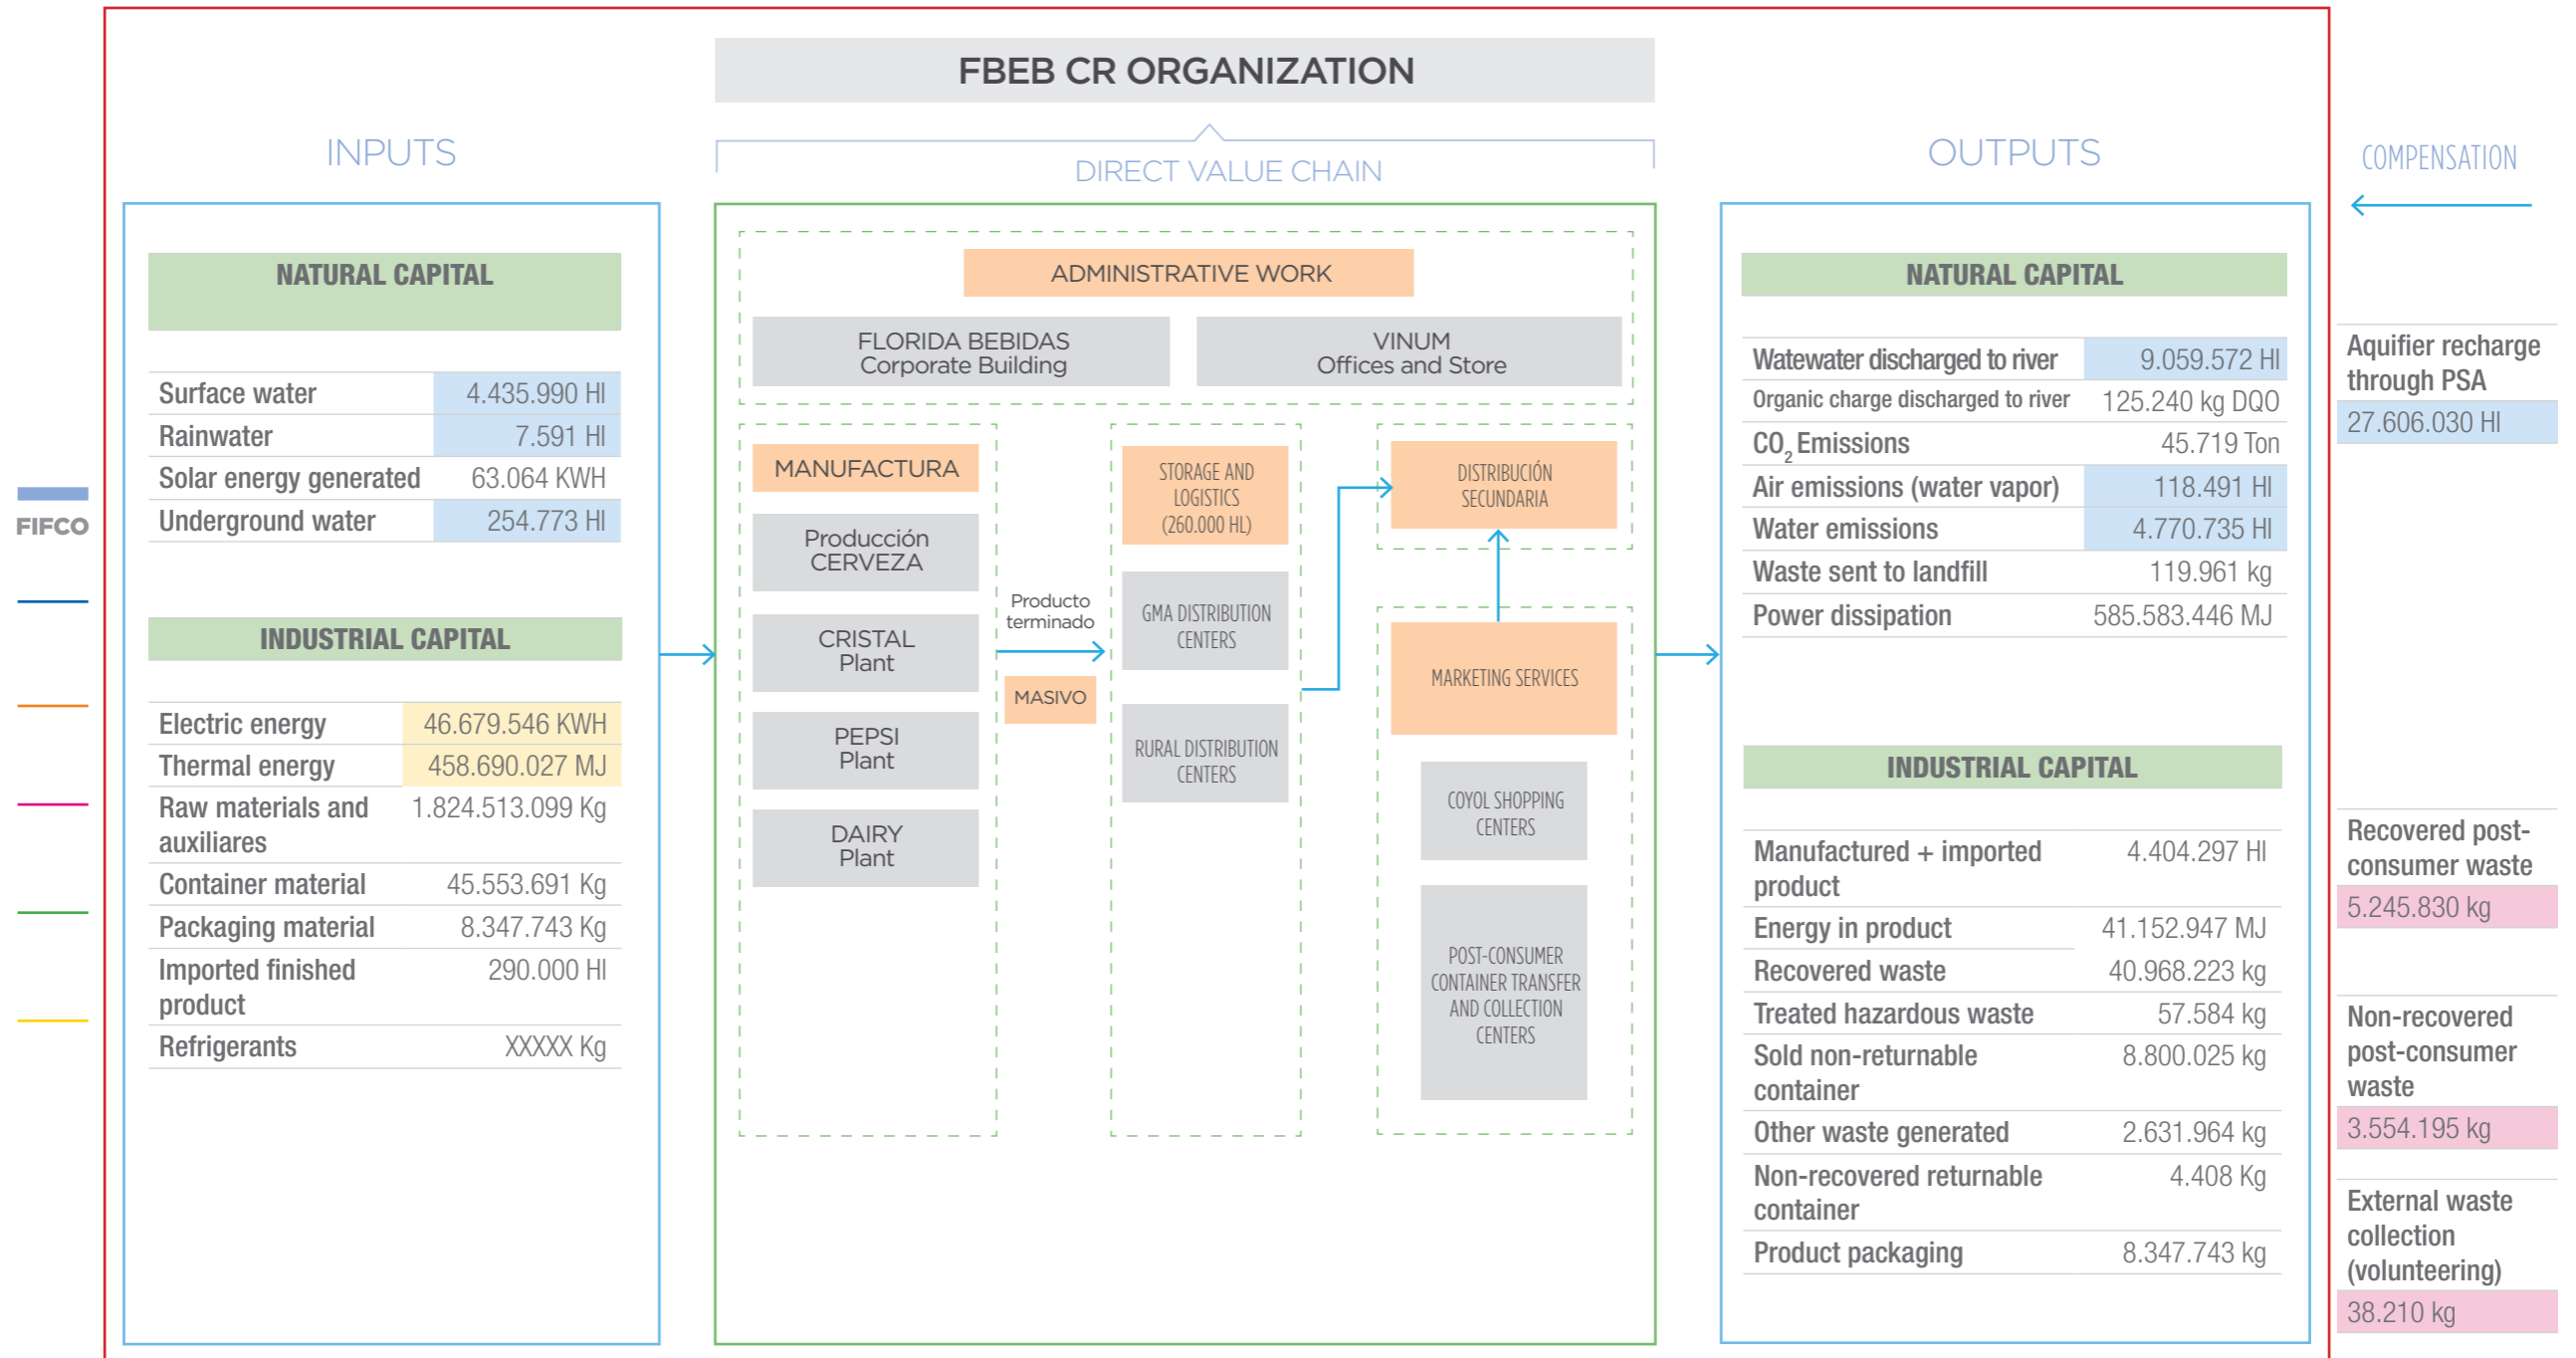 FBEB CR ORGANIZATION
INPUTS
DIRECT VALUE CHAIN
OUTPUTS
COMPENSATION
FIFCO
NATURAL CAPITAL
Surface water 4.435.990 Hl
Rainwater 7.591 Hl
Solar energy generated 63.064 KWH
Underground water 254.773 Hl
INDUSTRIAL CAPITAL
Electric energy 46.679.546 KWH
Thermal energy 458.690.027 MJ
Raw materials and 1.824.513.099 Kg
auxiliares
Container material 45.553.691 Kg
Packaging material 8.347.743 Kg
Imported finished 290.000 Hl
product
Refrigerants XXXXX Kg
ADMINISTRATIVE WORK
FLORIDA BEBIDAS
Corporate Building
VINUM
Offices and Store
MANUFACTURA
Producción
CERVEZA
CRISTAL
Plant
PEPSI
Plant
DAIRY
Plant
Producto
terminado
MASIVO
STORAGE AND
LOGISTICS
(260.000 HL)
GMA DISTRIBUTION
CENTERS
RURAL DISTRIBUTION
CENTERS
DISTRIBUCIÓN
SECUNDARIA
MARKETING SERVICES
COYOL SHOPPING
CENTERS
POST-CONSUMER
CONTAINER TRANSFER
AND COLLECTION
CENTERS
NATURAL CAPITAL
Watewater discharged to river 9.059.572 Hl
Organic charge discharged to river 125.240 kg DQO
CO2 Emissions 45.719 Ton
Air emissions (water vapor) 118.491 Hl
Water emissions 4.770.735 Hl
Waste sent to landfill 119.961 kg
Power dissipation 585.583.446 MJ
INDUSTRIAL CAPITAL
Manufactured + imported 4.404.297 Hl
product
Energy in product 41.152.947 MJ
Recovered waste 40.968.223 kg
Treated hazardous waste 57.584 kg
Sold non-returnable 8.800.025 kg
container
Other waste generated 2.631.964 kg
Non-recovered returnable 4.408 Kg
container
Product packaging 8.347.743 kg
Aquifier recharge
through PSA
27.606.030 Hl
Recovered post-
consumer waste
5.245.830 kg
Non-recovered
post-consumer
waste
3.554.195 kg
External waste
collection
(volunteering)
38.210 kg